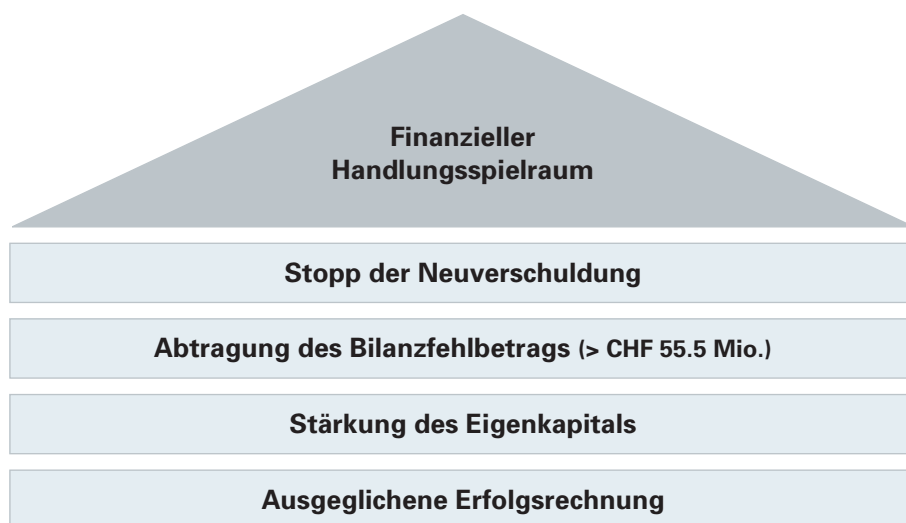 Finanzieller
Handlungsspielraum
Stopp der Neuverschuldung
Abtragung des Bilanzfehlbetrags (> CHF 55.5 Mio.)
Stärkung des Eigenkapitals
Ausgeglichene Erfolgsrechnung